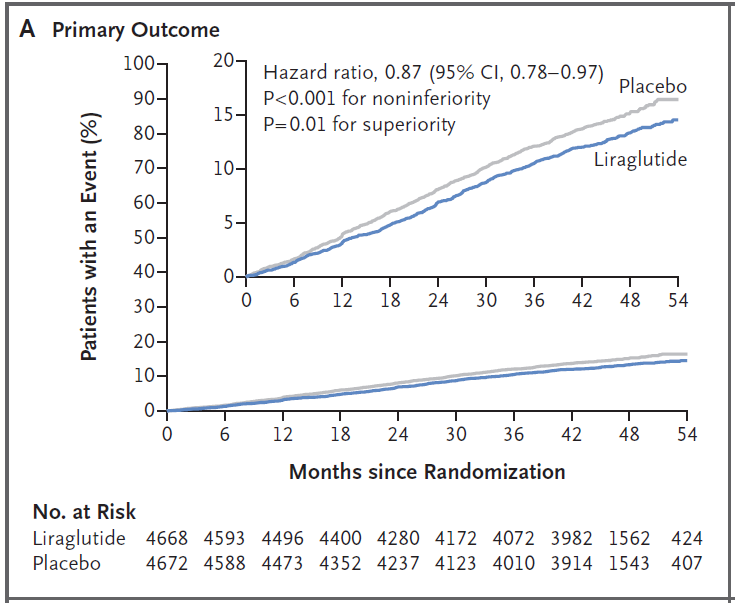 A Primary Outcome
Patients with an Event (%)
100
90
80
70
60
50
40
30
20
10
0
20
15
10
5
0
Hazard ratio, 0.87 (95% CI, 0.78–0.97)
P<0.001 for noninferiority
P=0.01 for superiority
Placebo
Liraglutide
0 6 12 18 24 30 36 42 48 54
0 6 12 18 24 30 36 42 48 54
Months since Randomization
No. at Risk
Liraglutide 4668 4593 4496 4400 4280 4172 4072 3982 1562 424
Placebo 4672 4588 4473 4352 4237 4123 4010 3914 1543 407